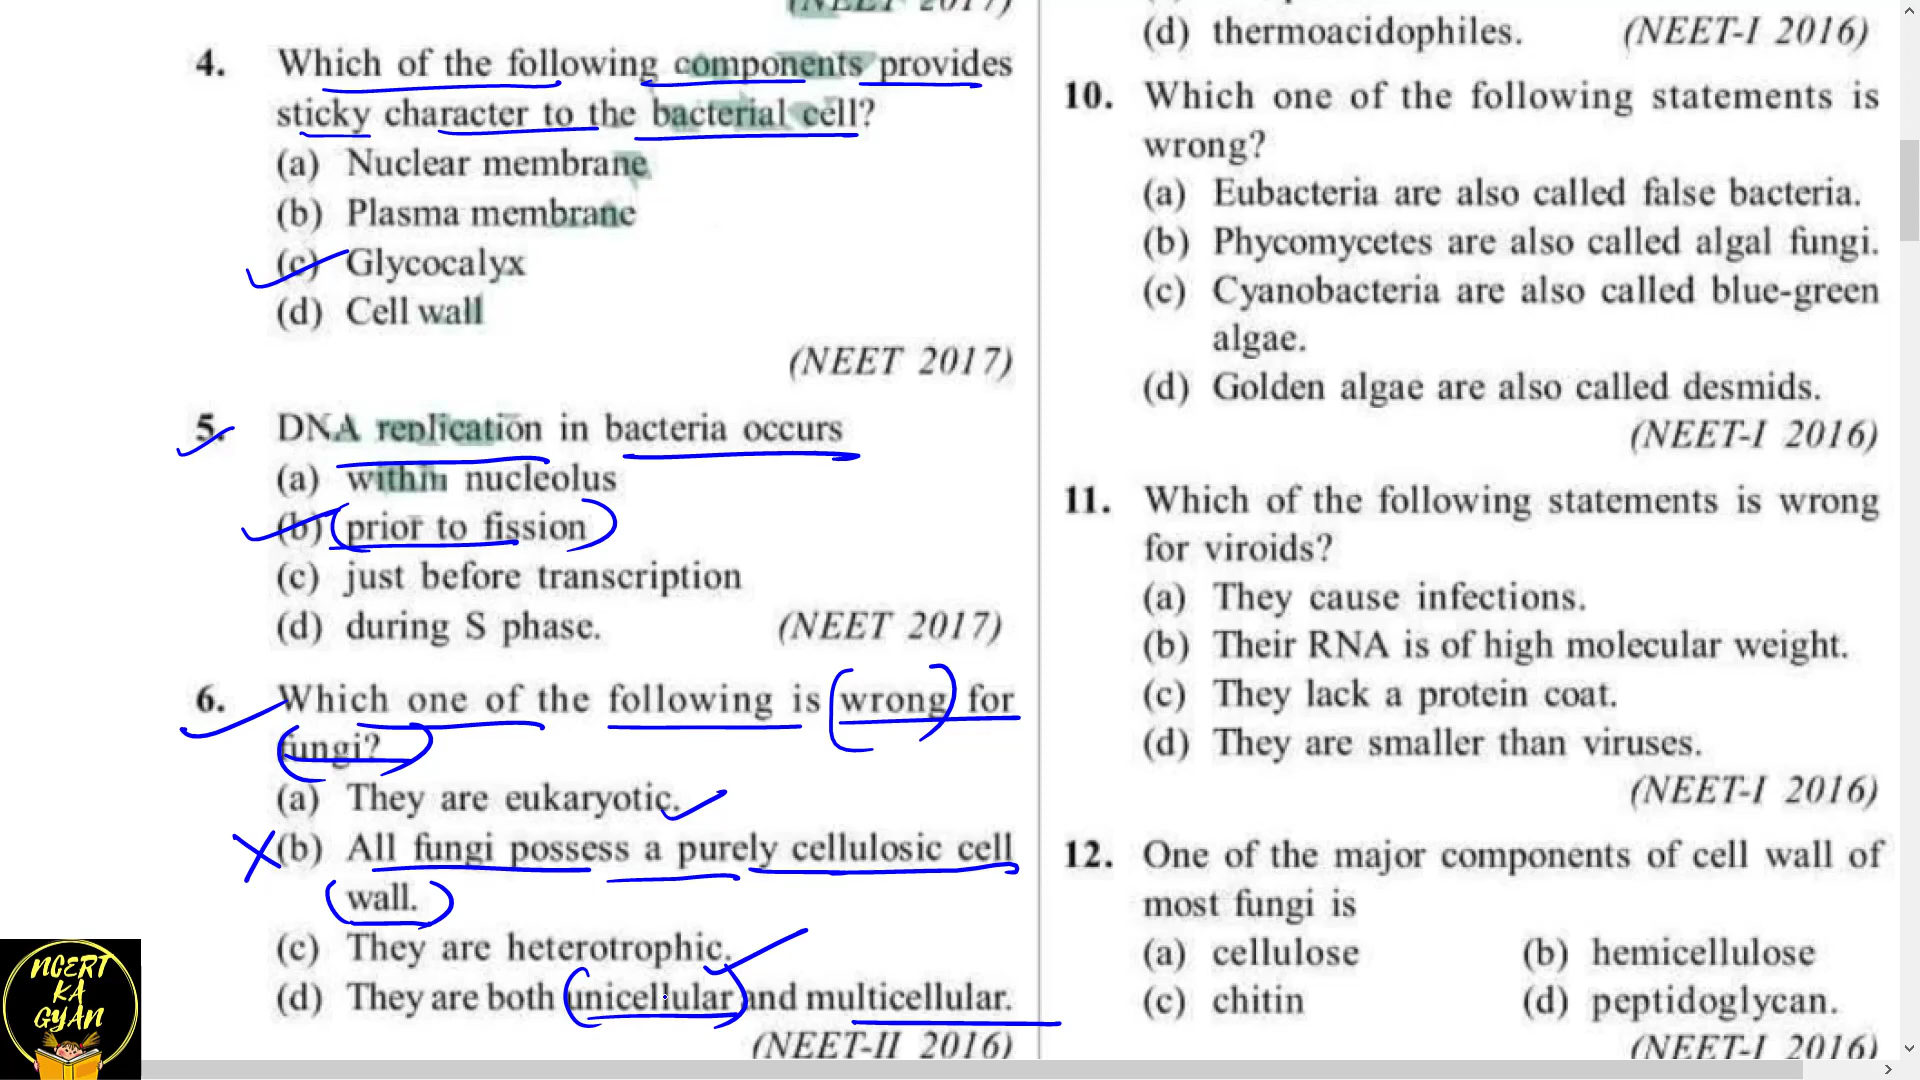 (NEET 2017)
4. Which of the following components provides
sticky character to the bacterial cell?
(a) Nuclear membrane
(b) Plasma membrane
(c) Glycocalyx
(d) Cell wall
(NEET 2017)
5. DNA replication in bacteria occurs
(a) within nucleolus
(b) prior to fission
(c) just before transcription
(d) during S phase. (NEET 2017)
6. Which one of the following is wrong for
fungi?
(a) They are eukaryotic.
(b) All fungi possess a purely cellulosic cell
wall.
(c) They are heterotrophic.
(d) They are both unicellular and multicellular.
(NEET-II 2016)
(d) thermoacidophiles. (NEET-I 2016)
10. Which one of the following statements is
wrong?
(a) Eubacteria are also called false bacteria.
(b) Phycomycetes are also called algal fungi.
(c) Cyanobacteria are also called blue-green
algae.
(d) Golden algae are also called desmids.
(NEET-I 2016)
11. Which of the following statements is wrong
for viroids?
(a) They cause infections.
(b) Their RNA is of high molecular weight.
(c) They lack a protein coat.
(d) They are smaller than viruses.
(NEET-I 2016)
12. One of the major components of cell wall of
most fungi is
(a) cellulose (b) hemicellulose
(c) chitin (d) peptidoglycan.
(NEET-I 2016)
NCERT
KA
GYAN